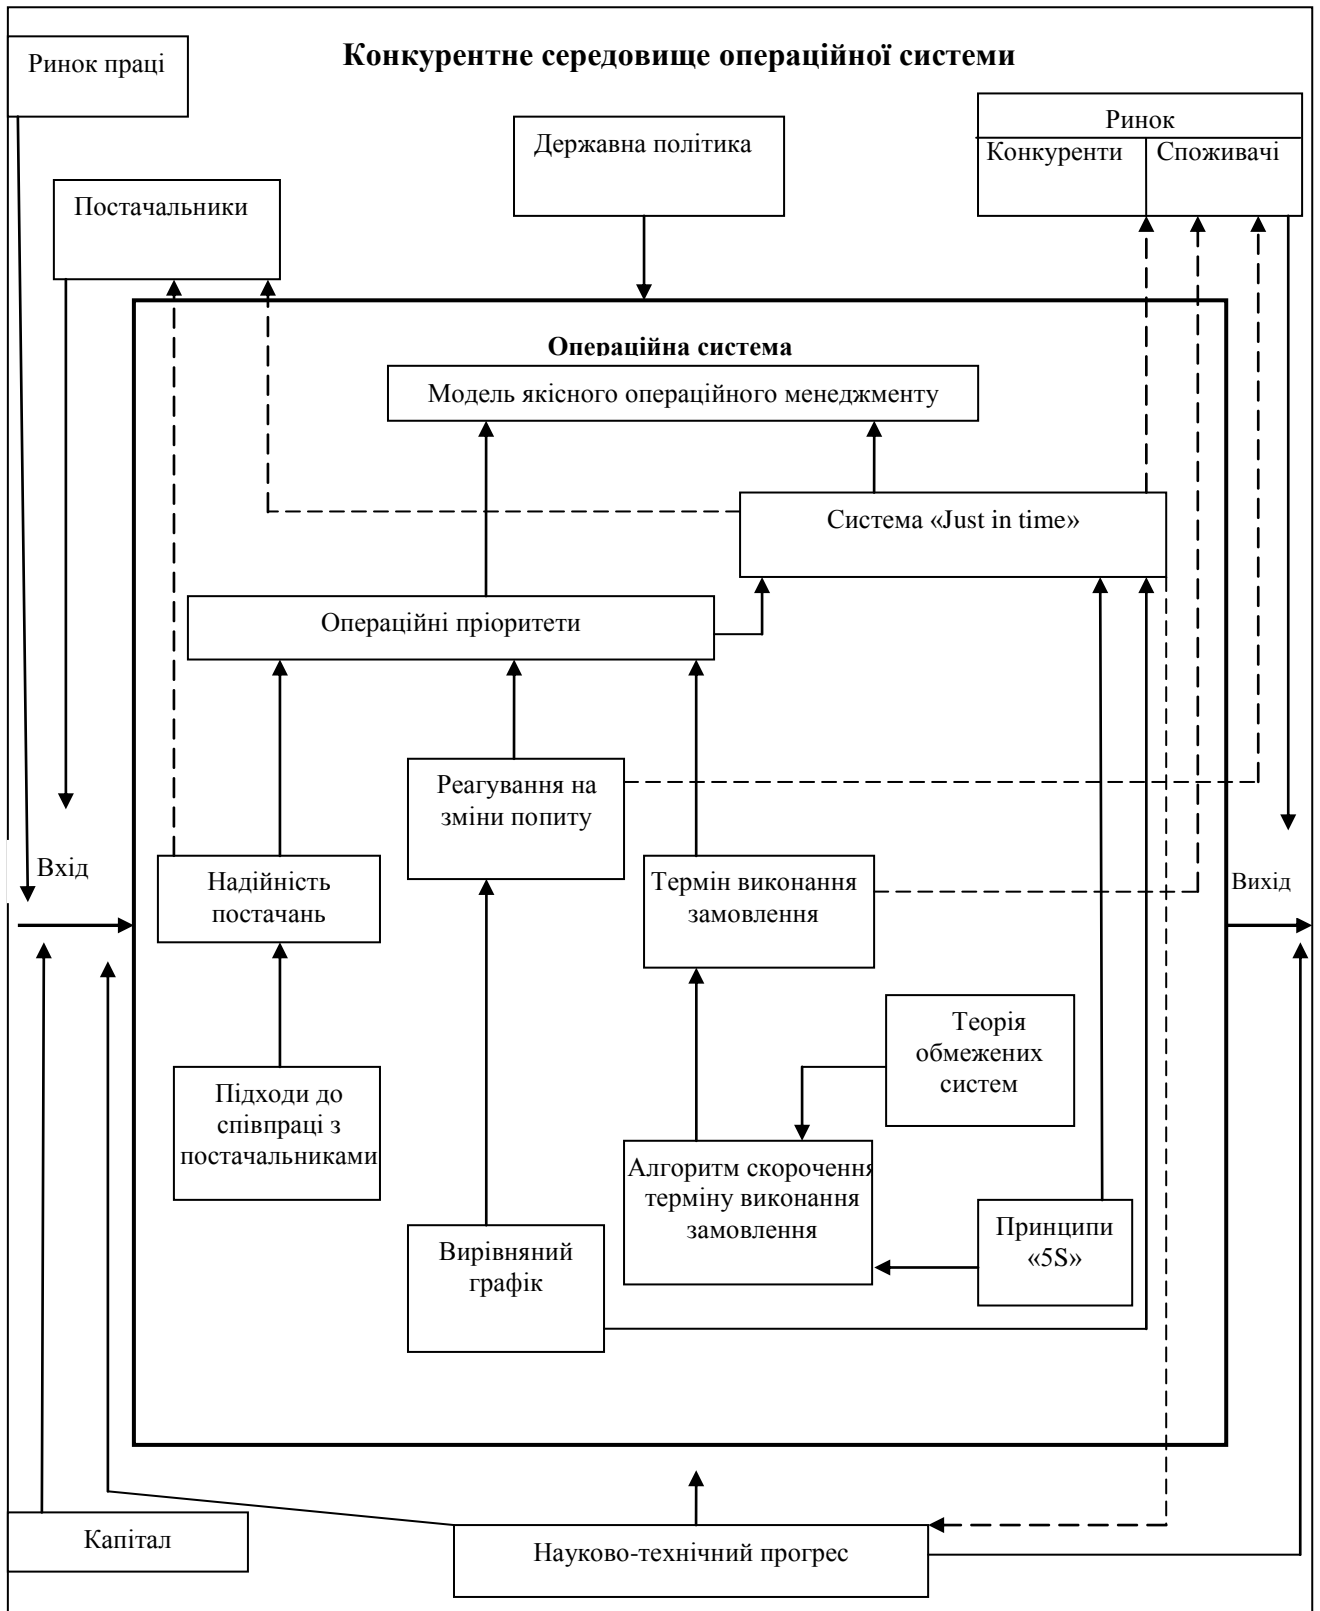 Конкурентне середовище операційної системи
Ринок праці
Ринок
Конкуренти
Споживачі
Державна політика
Постачальники
Операційна система
Модель якісного операційного менеджменту
Система «Just in time»
Операційні пріоритети
Реагування на
зміни попиту
Вхід
Надійність
постачань
Термін виконання
замовлення
Вихід
Теорія
обмежених
систем
Підходи до
співпраці з
постачальниками
Алгоритм скорочення
терміну виконання
замовлення
Принципи
«5S»
Вирівняний
графік
Капітал
Науково-технічний прогрес